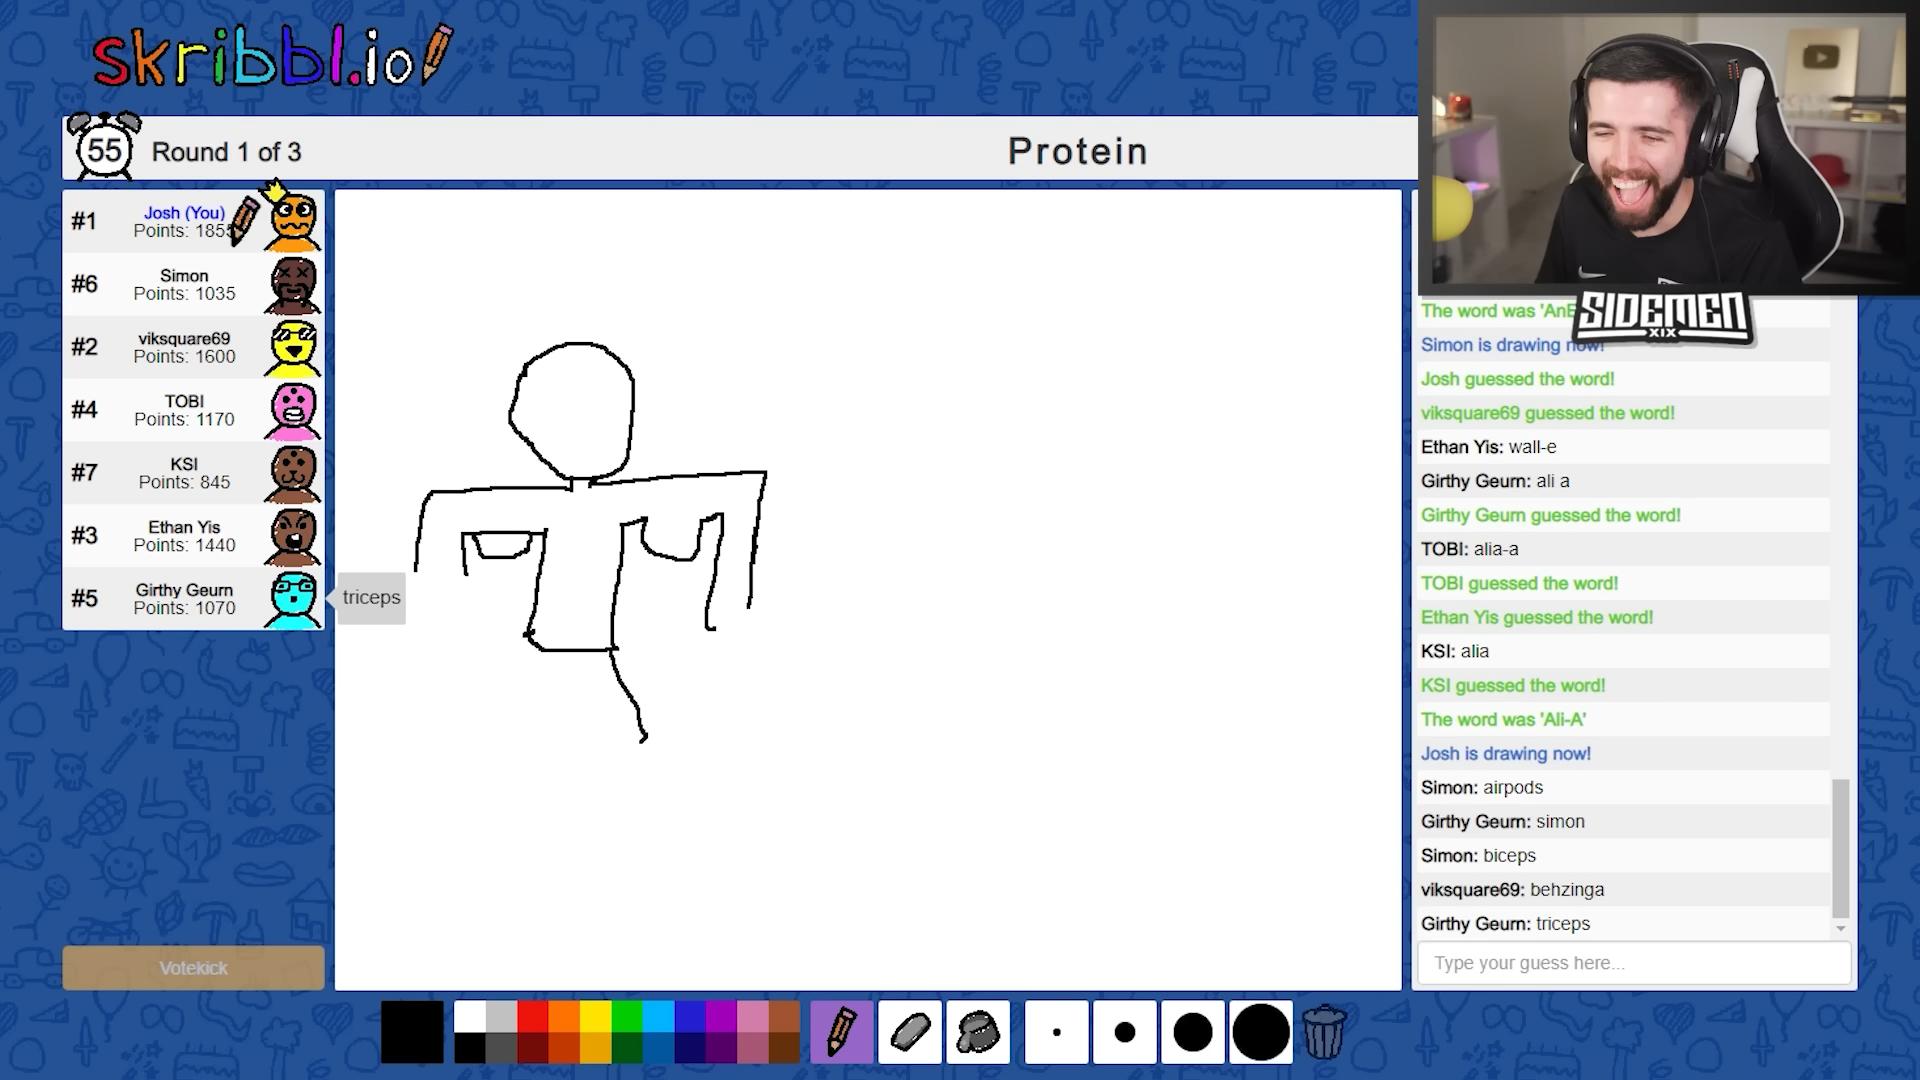 skribbl.io
55
Round 1 of 3
Protein
#1 Josh (You)
Points: 1855
#6 Simon
Points: 1035
#2 viksquare69
Points: 1600
#4 TOBI
Points: 1170
#7 KSI
Points: 845
#3 Ethan Yis
Points: 1440
#5 Girthy Geurn
Points: 1070
triceps
Votekick
SIDEMEN
XIX
The word was
Simon is drawing now!
Josh guessed the word!
viksquare69 guessed the word!
Ethan Yis: wall-e
Girthy Geurn: ali a
Girthy Geurn guessed the word!
TOBI: alia-a
TOBI guessed the word!
Ethan Yis guessed the word!
KSI: alia
KSI guessed the word!
The word was 'Ali-A'
Josh is drawing now!
Simon: airpods
Girthy Geurn: simon
Simon: biceps
viksquare69: behzinga
Girthy Geurn: triceps
Type your guess here...